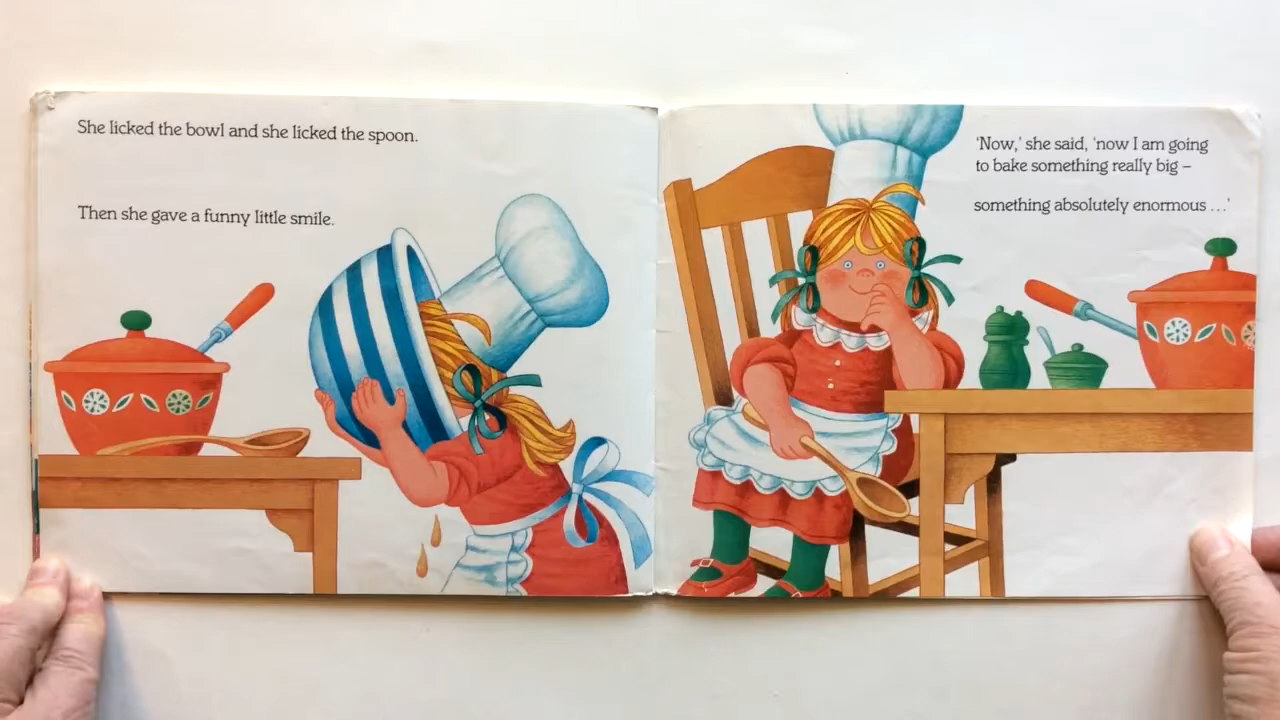 She licked the bowl and she licked the spoon.
Then she gave a funny little smile.
‘Now,’ she said, ‘now I am going
to bake something really big –
something absolutely enormous ...’